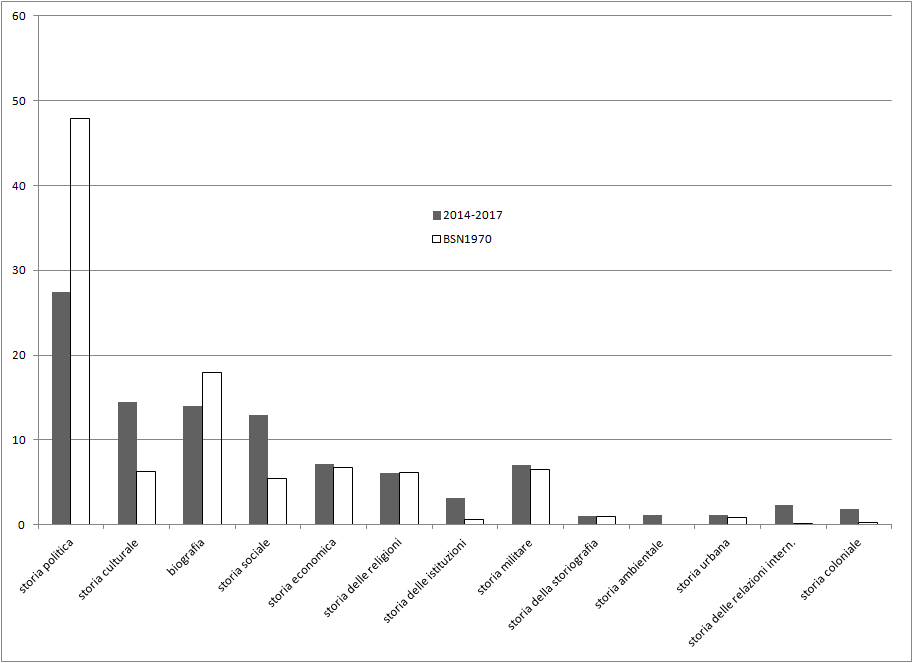 60
50
40
30
20
10
0
2014-2017
BSN1970
storia politica
storia culturale
biografia
storia sociale
storia economica
storia delle religioni
storia delle istituzioni
storia militare
storia della storiografia
storia ambientale
storia urbana
storia delle relazioni intern.
storia coloniale